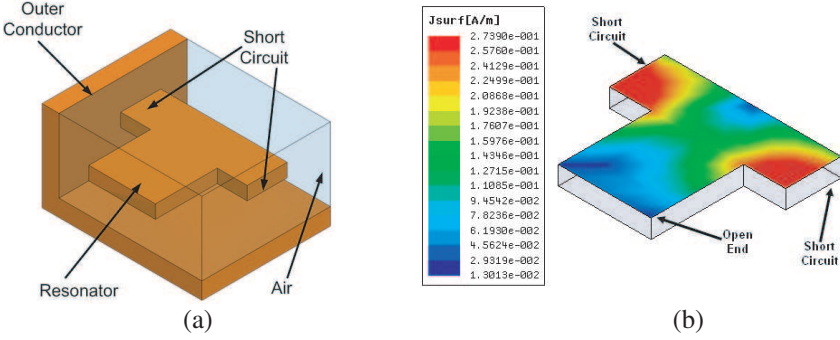 Outer
Conductor
Short
Circuit
Resonator
Air
(a)
Jsurf[A/m]
2.7390e-001
2.5760e-001
2.4129e-001
2.2499e-001
2.0868e-001
1.9238e-001
1.7607e-001
1.5976e-001
1.4346e-001
1.2715e-001
1.1085e-001
9.4542e-002
7.8236e-002
6.1930e-002
4.5624e-002
2.9319e-002
1.3013e-002
Short
Circuit
Open
End
Short
Circuit
(b)